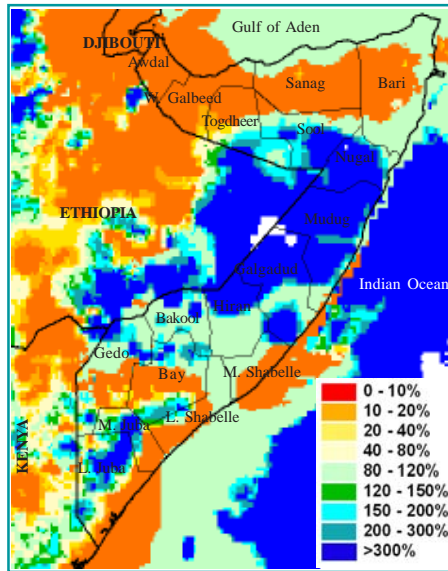 Gulf of Aden
DJIBOUTI
Awdal
W. Galbeed
Sanag
Bari
Togdheer
Sool
Nugal
ETHIOPIA
Mudug
Galgadud
Indian Ocean
Hiran
Bakool
Gedo
Bay
M. Shabelle
L. Shabelle
M. Juba
L. Juba
KENYA
0 - 10%
10 - 20%
20 - 40%
40 - 80%
80 - 120%
120 - 150%
150 - 200%
200 - 300%
>300%